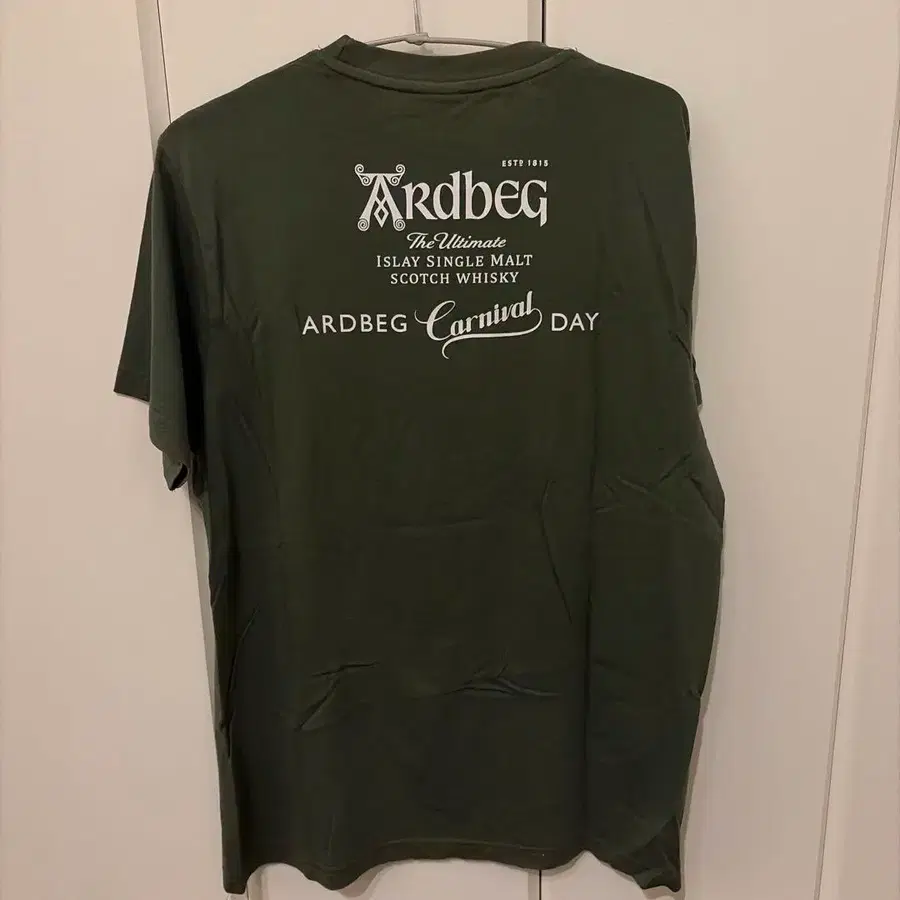 ESTD 1815
Ardbeg
The Ultimate
ISLAY SINGLE MALT
SCOTCH WHISKY
ARDBEG Carnival DAY